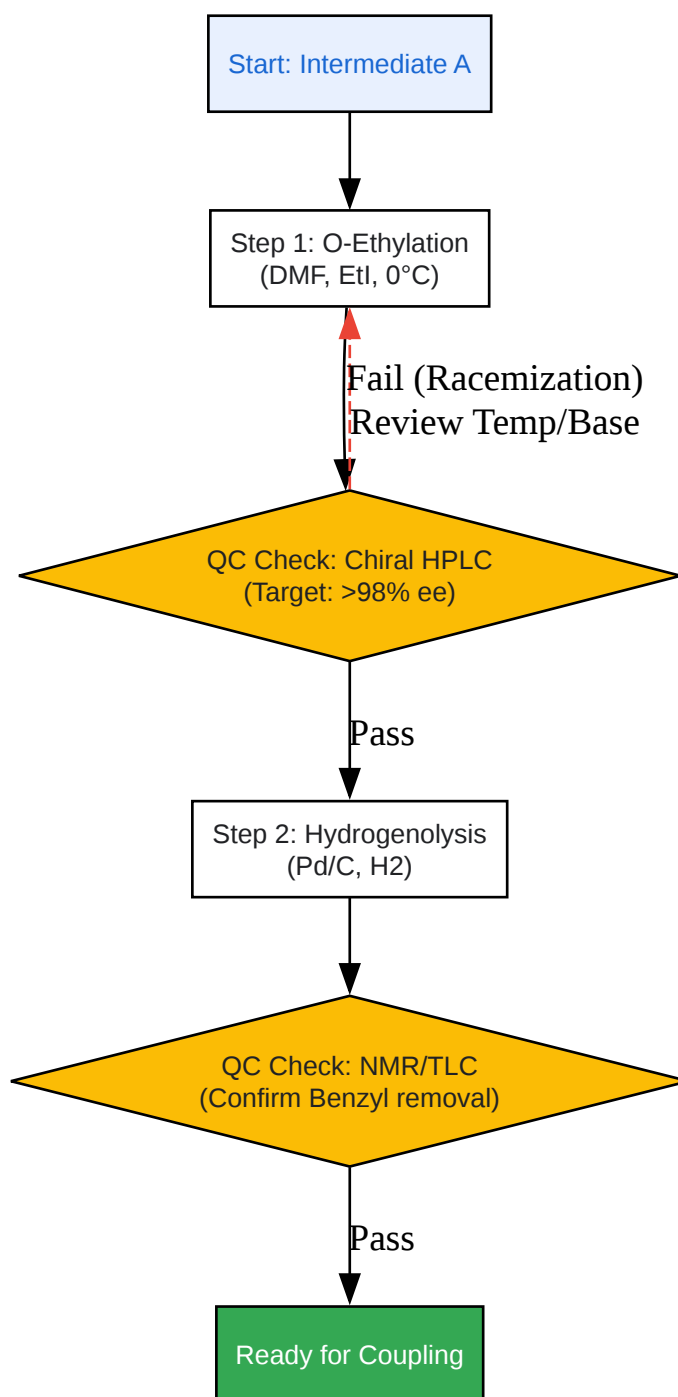 Start: Intermediate A
Step 1: O-Ethylation
(DMF, EtI, 0°C)
Fail (Racemization)
Review Temp/Base
QC Check: Chiral HPLC
(Target: >98% ee)
Pass
Step 2: Hydrogenolysis
(Pd/C, H2)
QC Check: NMR/TLC
(Confirm Benzyl removal)
Pass
Ready for Coupling